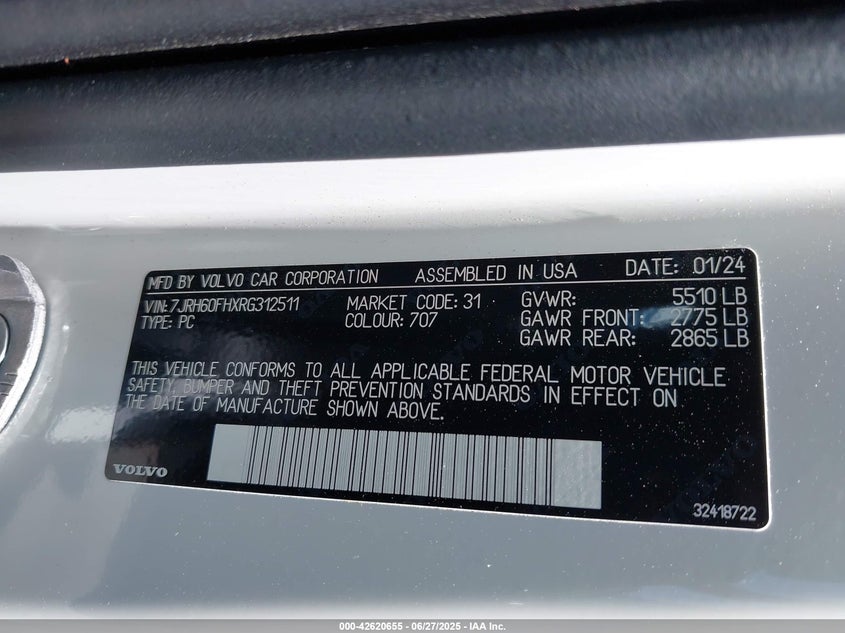 MFD BY VOLVO CAR CORPORATION ASSEMBLED IN USA DATE: 01/24
VIN:7JRH60FHXRG312511 MARKET CODE: 31 GVWR: 5510 LB
TYPE: PC COLOUR: 707 GAWR FRONT: 2775 LB
GAWR REAR: 2865 LB
THIS VEHICLE CONFORMS TO ALL APPLICABLE FEDERAL MOTOR VEHICLE
SAFETY, BUMPER AND THEFT PREVENTION STANDARDS IN EFFECT ON
THE DATE OF MANUFACTURE SHOWN ABOVE.
VOLVO
32418722
000-42620655 - 06/27/2025 - IAA Inc.